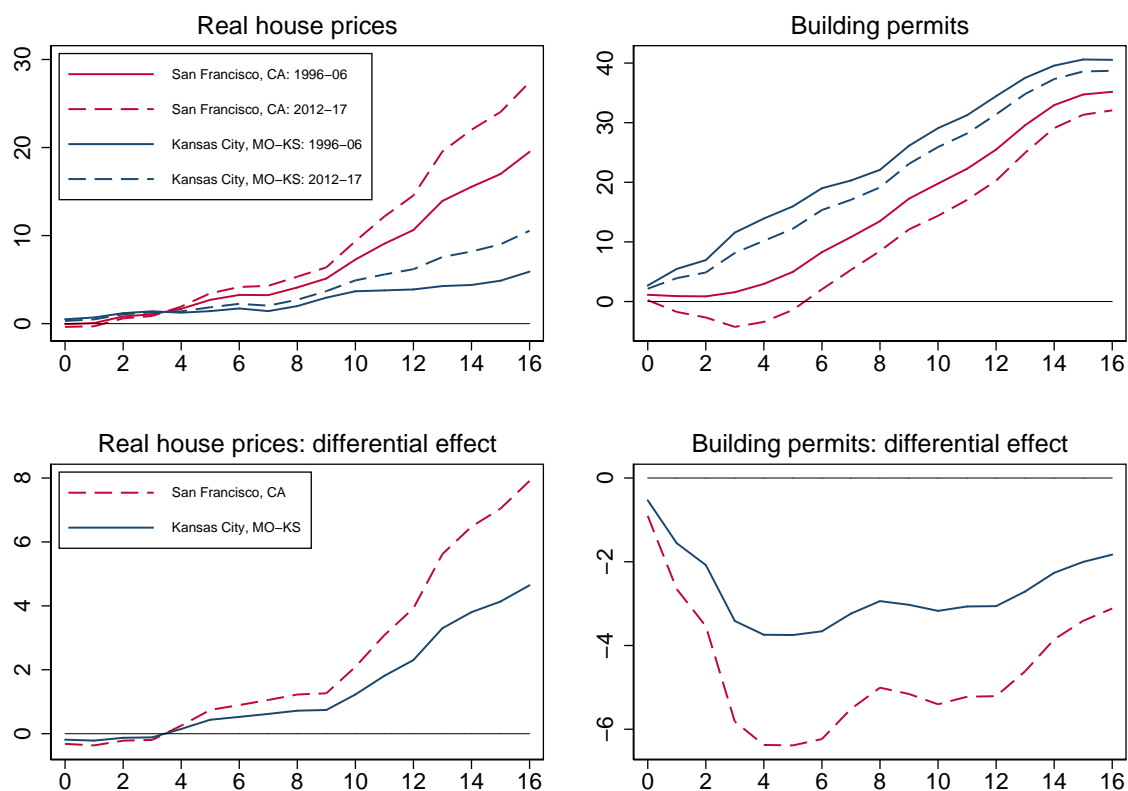 Real house prices
30
20
10
0
San Francisco, CA: 1996−06
San Francisco, CA: 2012−17
Kansas City, MO−KS: 1996−06
Kansas City, MO−KS: 2012−17
0 2 4 6 8 10 12 14 16
Building permits
40
30
20
10
0
0 2 4 6 8 10 12 14 16
Real house prices: differential effect
8
6
4
2
0
San Francisco, CA
Kansas City, MO−KS
0 2 4 6 8 10 12 14 16
Building permits: differential effect
0
−2
−4
−6
0 2 4 6 8 10 12 14 16